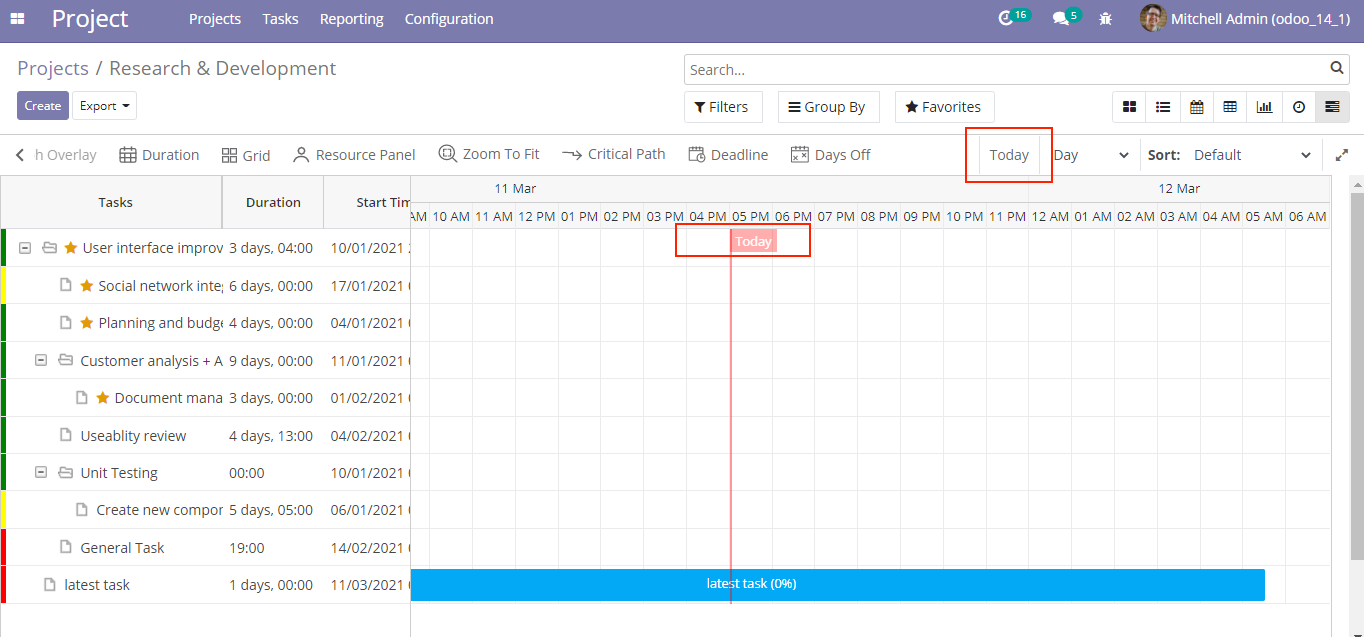 Project Projects Tasks Reporting Configuration 16 5 Mitchell Admin (odoo_14_1)
Projects / Research & Development Search...
Create Export Filters Group By Favorites
h Overlay Duration Grid Resource Panel Zoom To Fit Critical Path Deadline Days Off Today Day Sort: Default
11 Mar 12 Mar
Tasks Duration Start Tim
AM 10 AM 11 AM 12 PM 01 PM 02 PM 03 PM 04 PM 05 PM 06 PM 07 PM 08 PM 09 PM 10 PM 11 PM 12 AM 01 AM 02 AM 03 AM 04 AM 05 AM 06 AM
User interface improv 3 days, 04:00 10/01/2021 Today
Social network inte 6 days, 00:00 17/01/2021
Planning and budge 4 days, 00:00 04/01/2021
Customer analysis + A 9 days, 00:00 11/01/2021
Document mana 3 days, 00:00 01/02/2021
Useablity review 4 days, 13:00 04/02/2021
Unit Testing 00:00 10/01/2021
Create new compor 5 days, 05:00 06/01/2021
General Task 19:00 14/02/2021
latest task 1 days, 00:00 11/03/2021 latest task (0%)